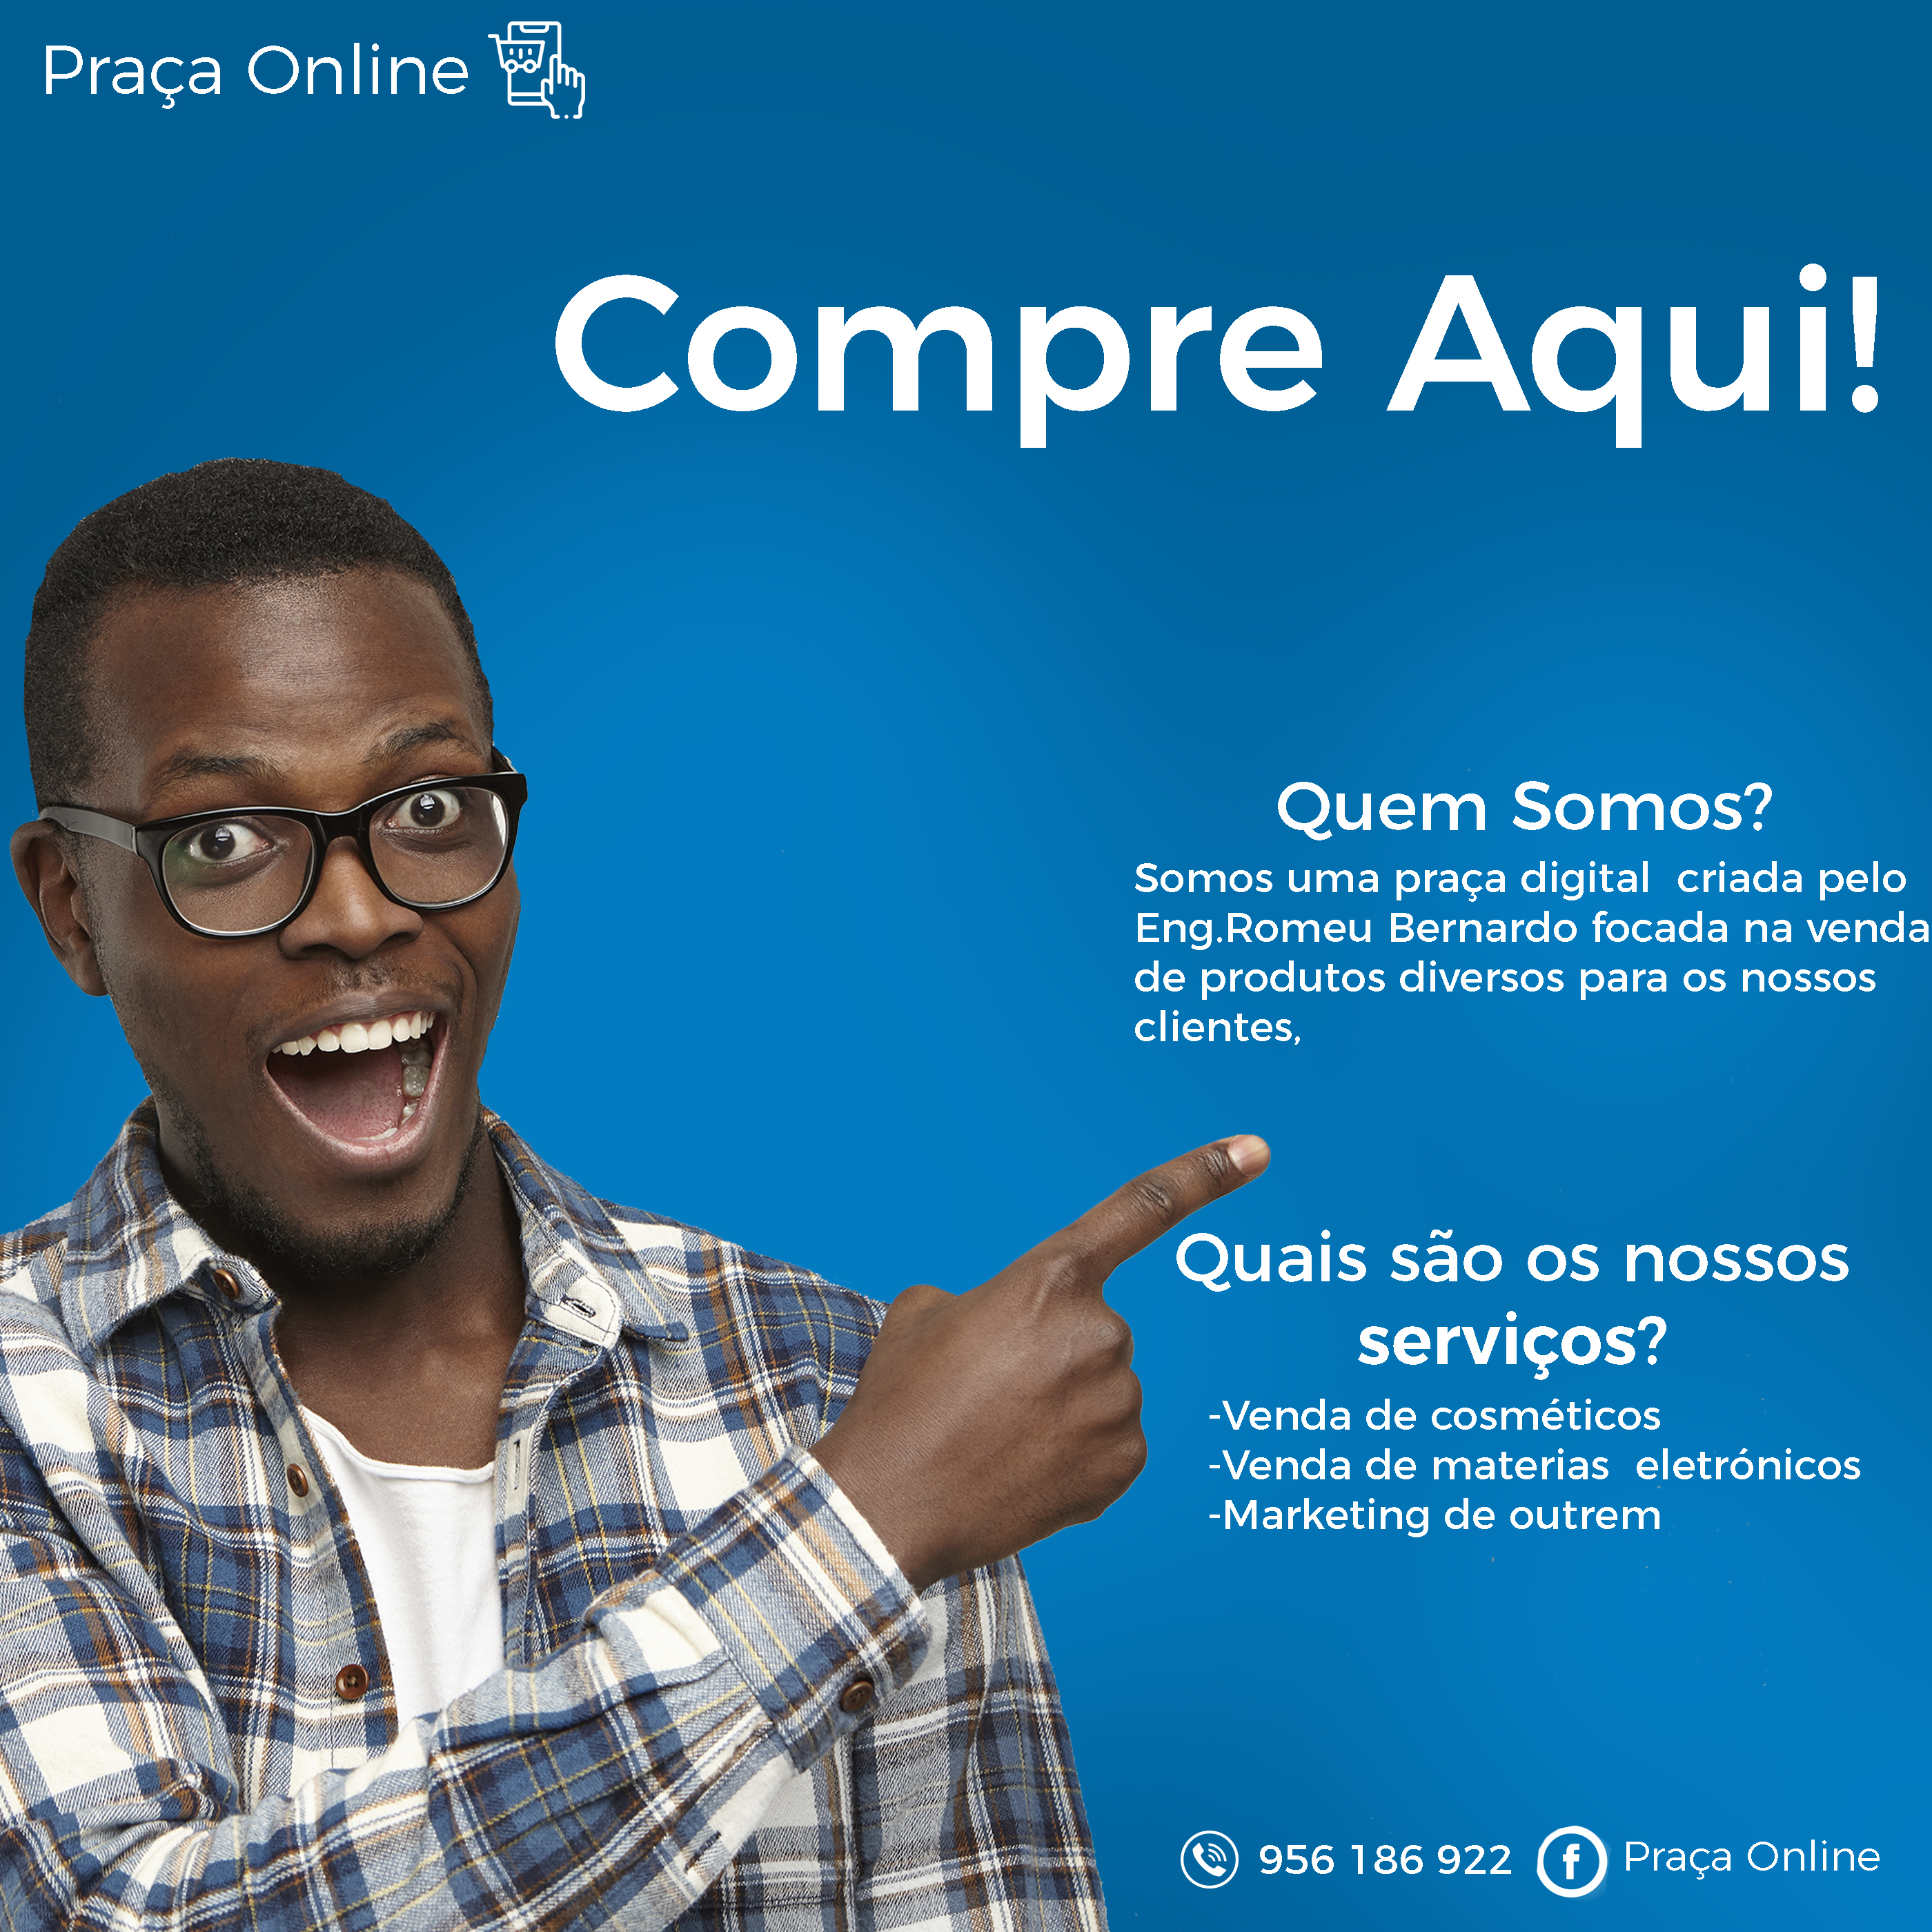 Praça Online
Compre Aqui!
Quem Somos?
Somos uma praça digital criada pelo
Eng.Romeu Bernardo focada na venda
de produtos diversos para os nossos
clientes,
Quais são os nossos
serviços?
-Venda de cosméticos
-Venda de materias eletrónicos
-Marketing de outrem
956 186 922 f Praça Online